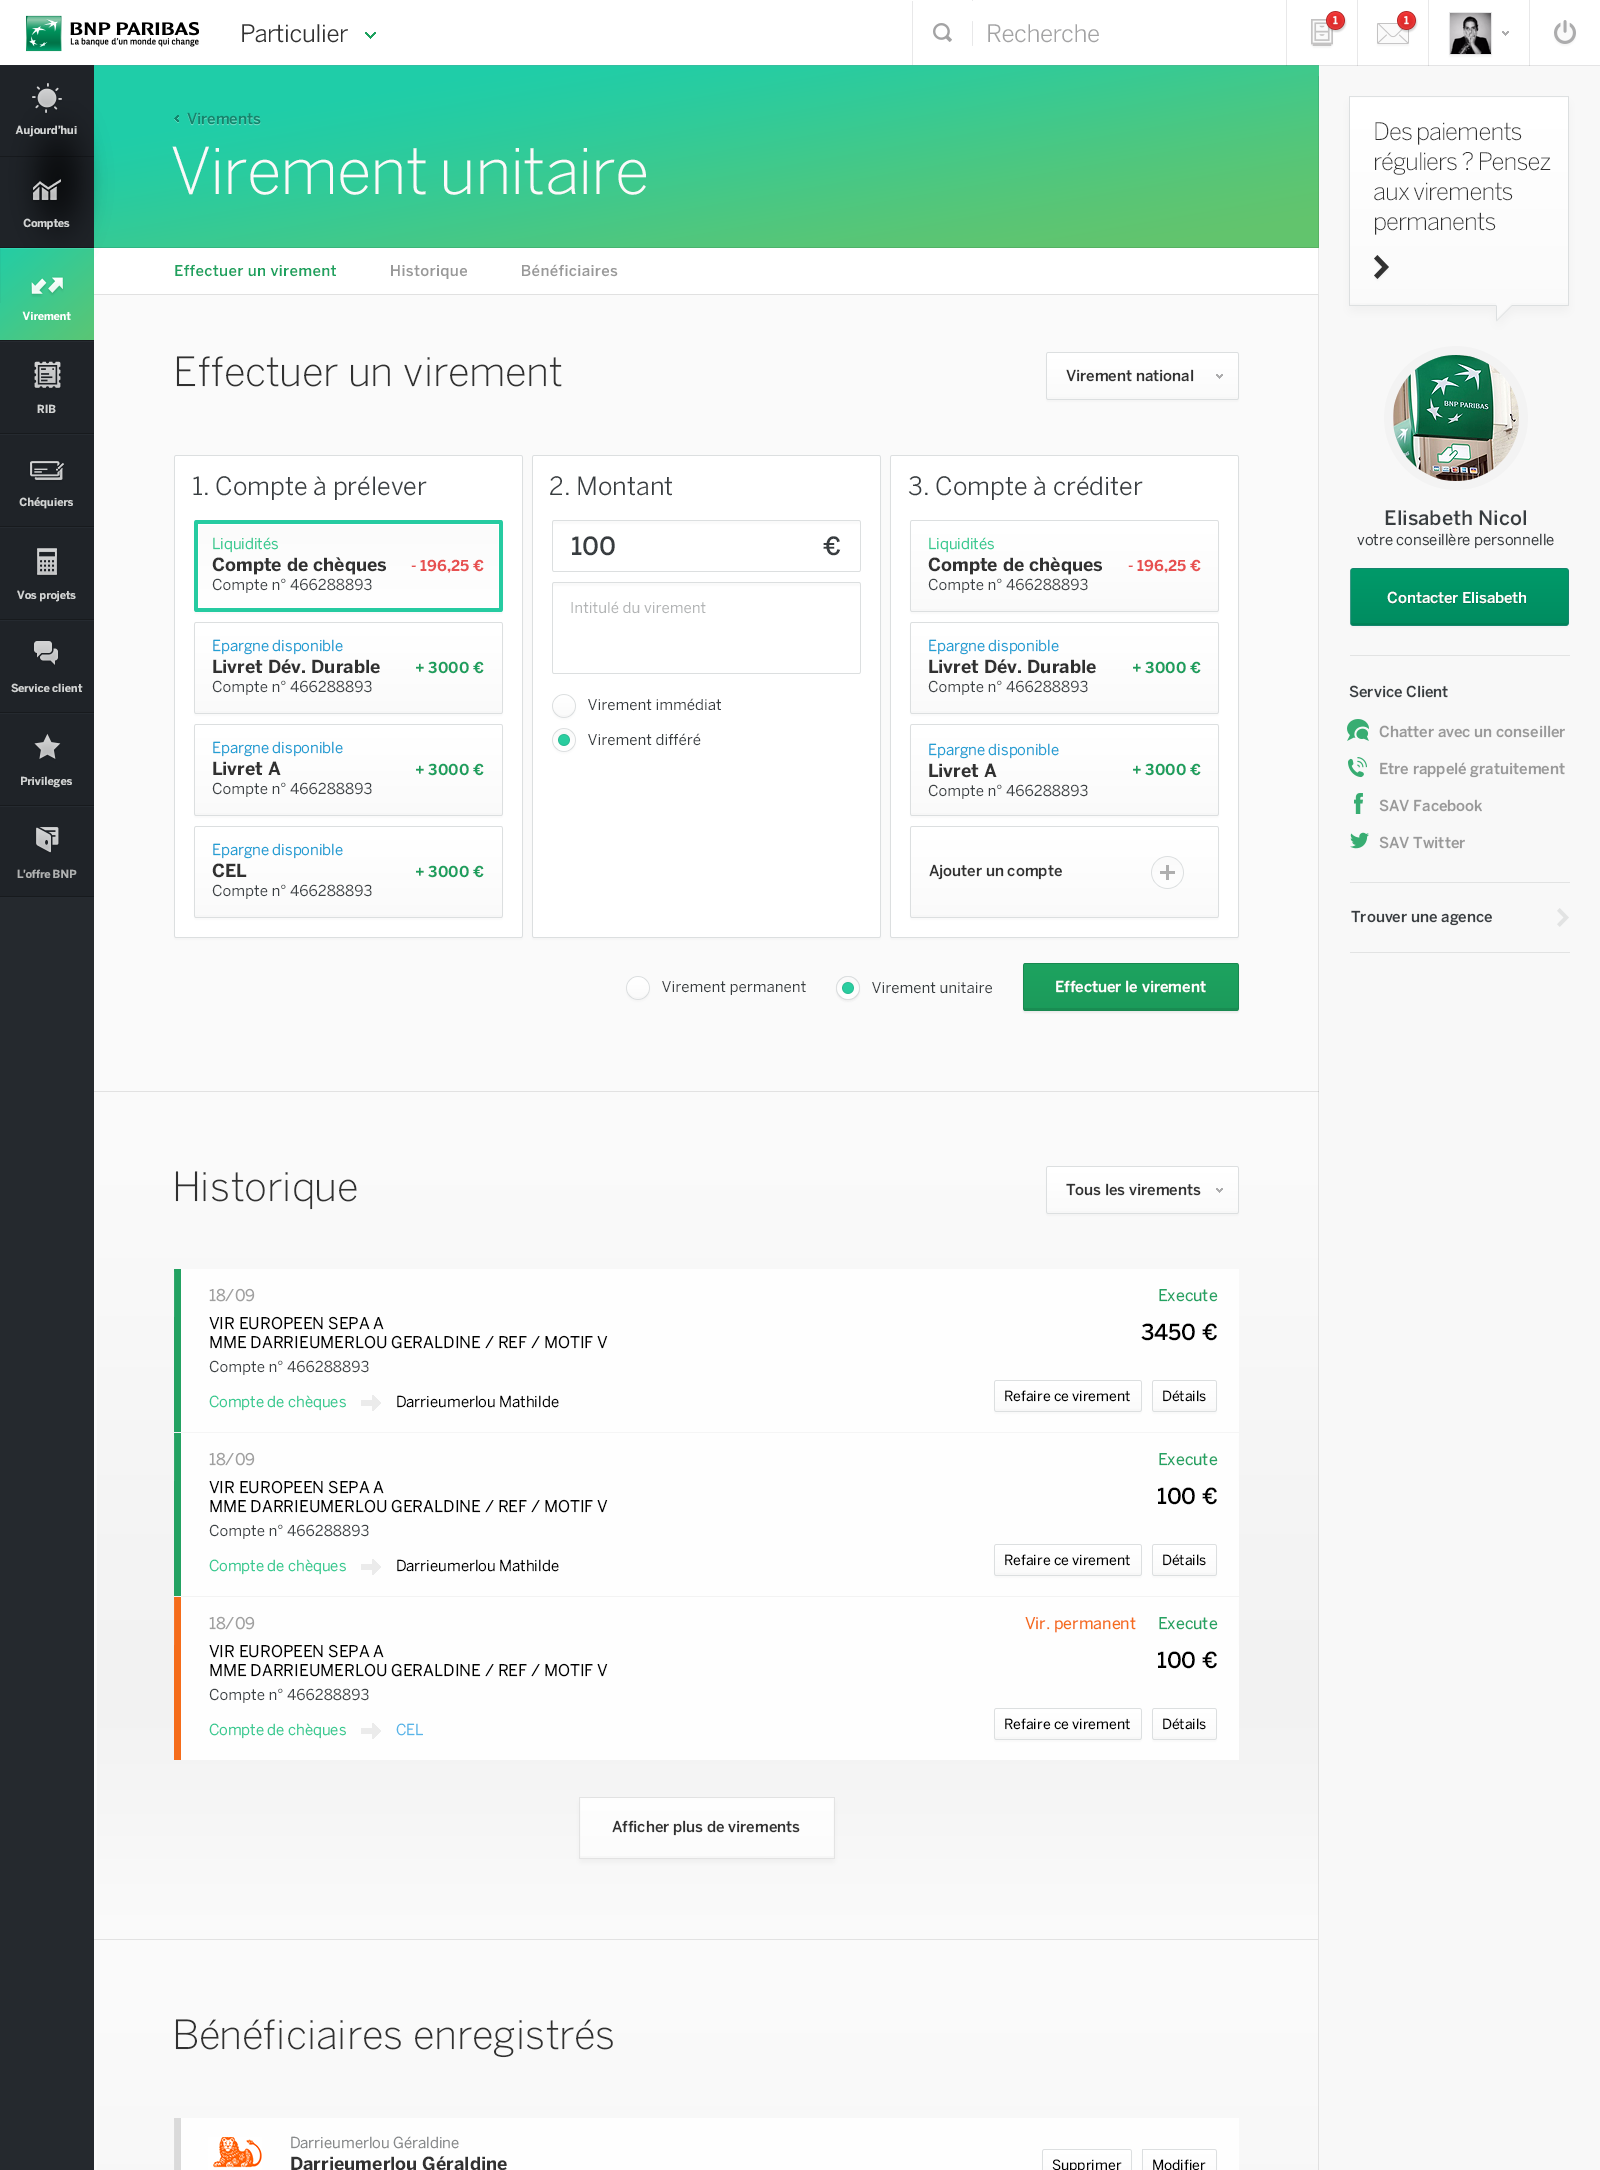 BNP PARIBAS
La banque d'un monde qui change
Particulier
Recherche
1
1
Aujourd'hui
Comptes
Virement
RIB
Chéquiers
Vos projets
Service client
Privileges
L'offre BNP
Virements
Virement unitaire
Effectuer un virement
Historique
Bénéficiaires
Effectuer un virement
Virement national
1. Compte à prélever
Liquidités
Compte de chèques - 196,25 €
Compte n° 466288893
Epargne disponible
Livret Dév. Durable + 3000 €
Compte n° 466288893
Epargne disponible
Livret A + 3000 €
Compte n° 466288893
Epargne disponible
CEL + 3000 €
Compte n° 466288893
2. Montant
100 €
Intitulé du virement
Virement immédiat
Virement différé
3. Compte à créditer
Liquidités
Compte de chèques - 196,25 €
Compte n° 466288893
Epargne disponible
Livret Dév. Durable + 3000 €
Compte n° 466288893
Epargne disponible
Livret A + 3000 €
Compte n° 466288893
Ajouter un compte
Virement permanent
Virement unitaire
Effectuer le virement
Historique
Tous les virements
18/09 Execute
VIR EUROPEEN SEPA A
MME DARRIEUMERLOU GERALDINE / REF / MOTIF V
3450 €
Compte n° 466288893
Compte de chèques Darrieumerlou Mathilde
Refaire ce virement Détails
18/09 Execute
VIR EUROPEEN SEPA A
MME DARRIEUMERLOU GERALDINE / REF / MOTIF V
100 €
Compte n° 466288893
Compte de chèques Darrieumerlou Mathilde
Refaire ce virement Détails
18/09 Vir. permanent Execute
VIR EUROPEEN SEPA A
MME DARRIEUMERLOU GERALDINE / REF / MOTIF V
100 €
Compte n° 466288893
Compte de chèques CEL
Refaire ce virement Détails
Afficher plus de virements
Bénéficiaires enregistrés
Darrieumerlou Géraldine
Darrieumerlou Géraldine
Supprimer Modifier
Des paiements
réguliers ? Pensez
aux virements
permanents
BNP PARIBAS
Elisabeth Nicol
votre conseillère personnelle
Contacter Elisabeth
Service Client
Chatter avec un conseiller
Etre rappelé gratuitement
SAV Facebook
SAV Twitter
Trouver une agence